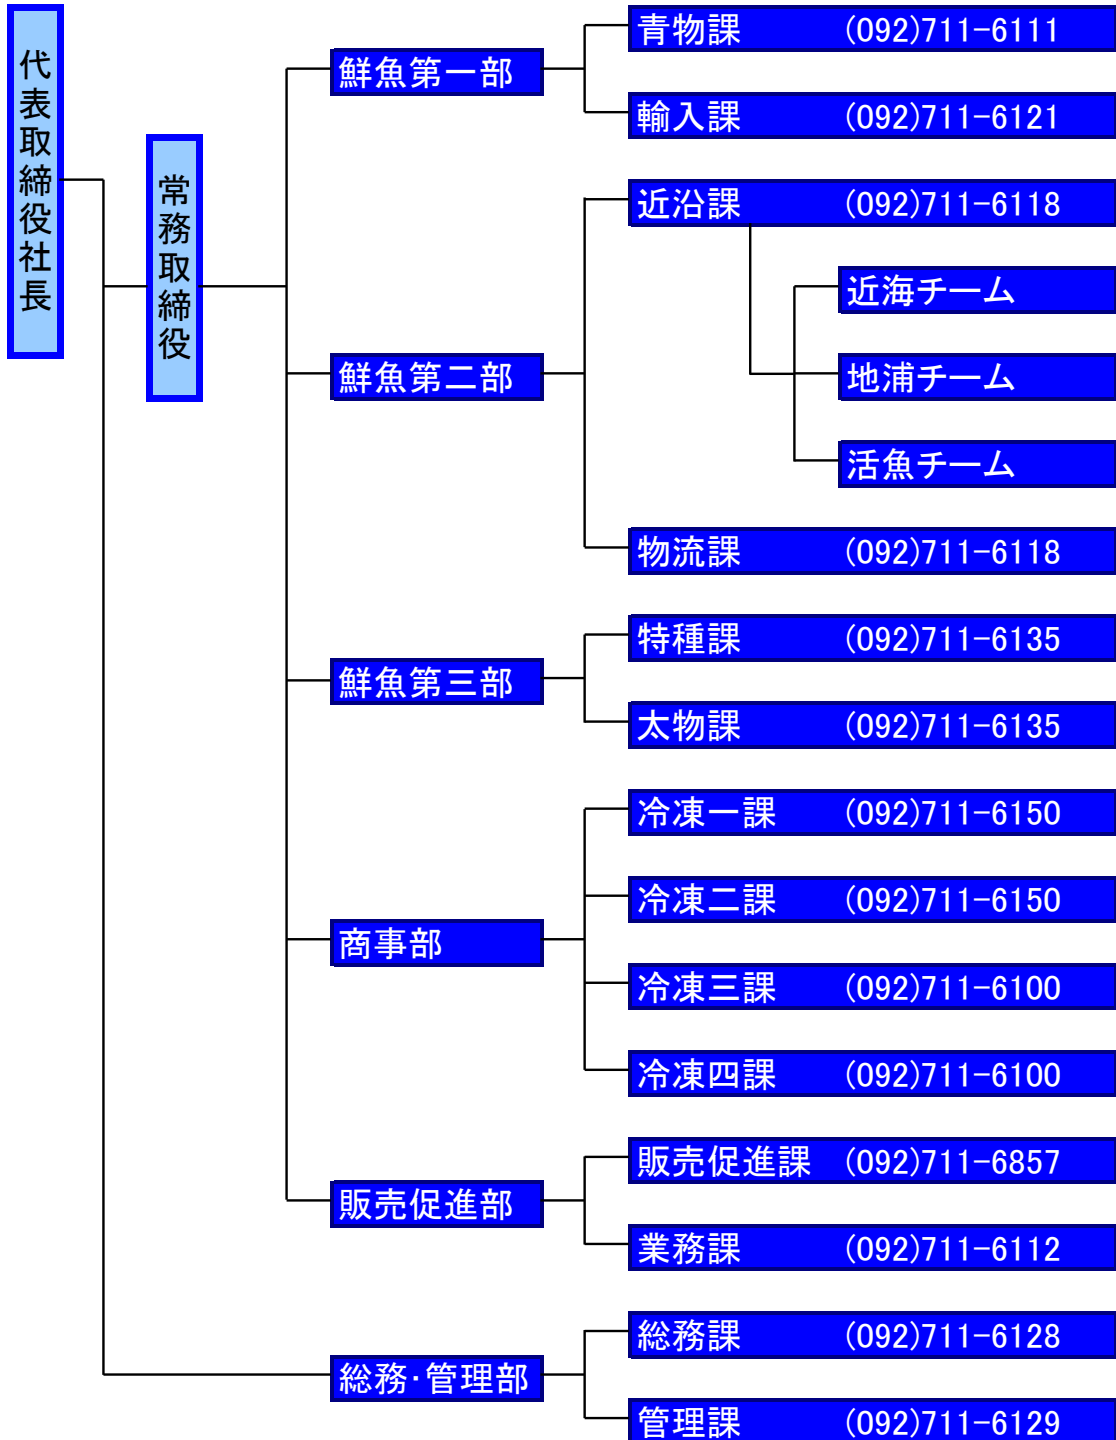 代表取締役社長
常務取締役
鮮魚第一部
青物課 (092)711-6111
輸入課 (092)711-6121
鮮魚第二部
近沿課 (092)711-6118
近海チーム
地浦チーム
活魚チーム
物流課 (092)711-6118
鮮魚第三部
特種課 (092)711-6135
太物課 (092)711-6135
商事部
冷凍一課 (092)711-6150
冷凍二課 (092)711-6150
冷凍三課 (092)711-6100
冷凍四課 (092)711-6100
販売促進部
販売促進課 (092)711-6857
業務課 (092)711-6112
総務･管理部
総務課 (092)711-6128
管理課 (092)711-6129